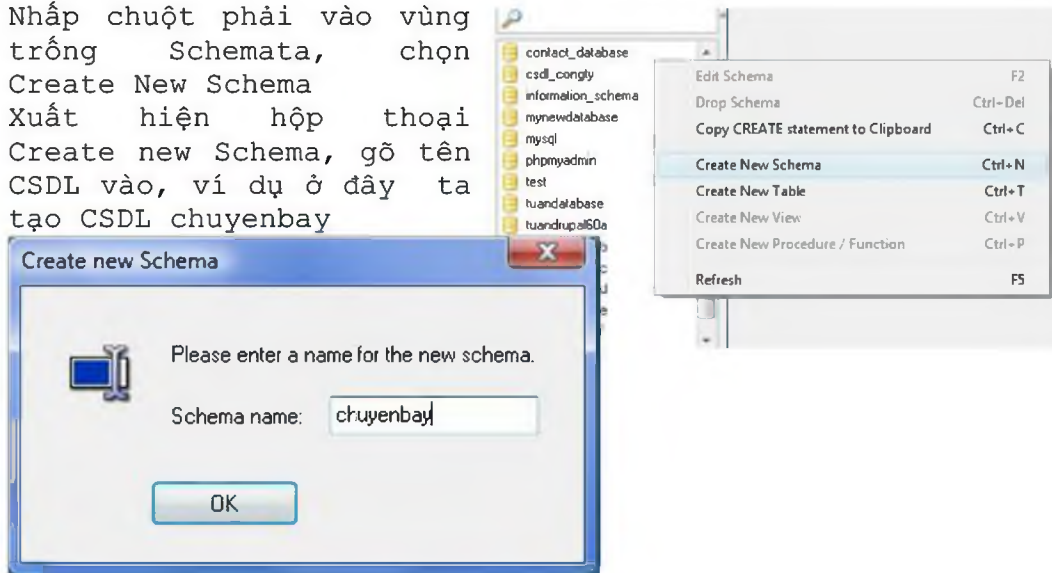 Nhấp chuột phải vào vùng
trống Schemata, chọn
Create New Schema
Xuất hiện hộp thoại
Create new Schema, gõ tên
CSDL vào, ví dụ ở đây ta
tạo CSDL chuyenbay
contact_database
csdl_congty
information_schema
mynewdatabase
mysql
phpmyadmin
test
tuandatabase
tuandrupal60a
Edit Schema F2
Drop Schema Ctrl+Del
Copy CREATE statement to Clipboard Ctrl+C
Create New Schema Ctrl+N
Create New Table Ctrl+T
Create New View Ctrl+V
Create New Procedure / Function Ctrl+P
Refresh F5
Create new Schema
Please enter a name for the new schema.
Schema name: chuyenbay
OK